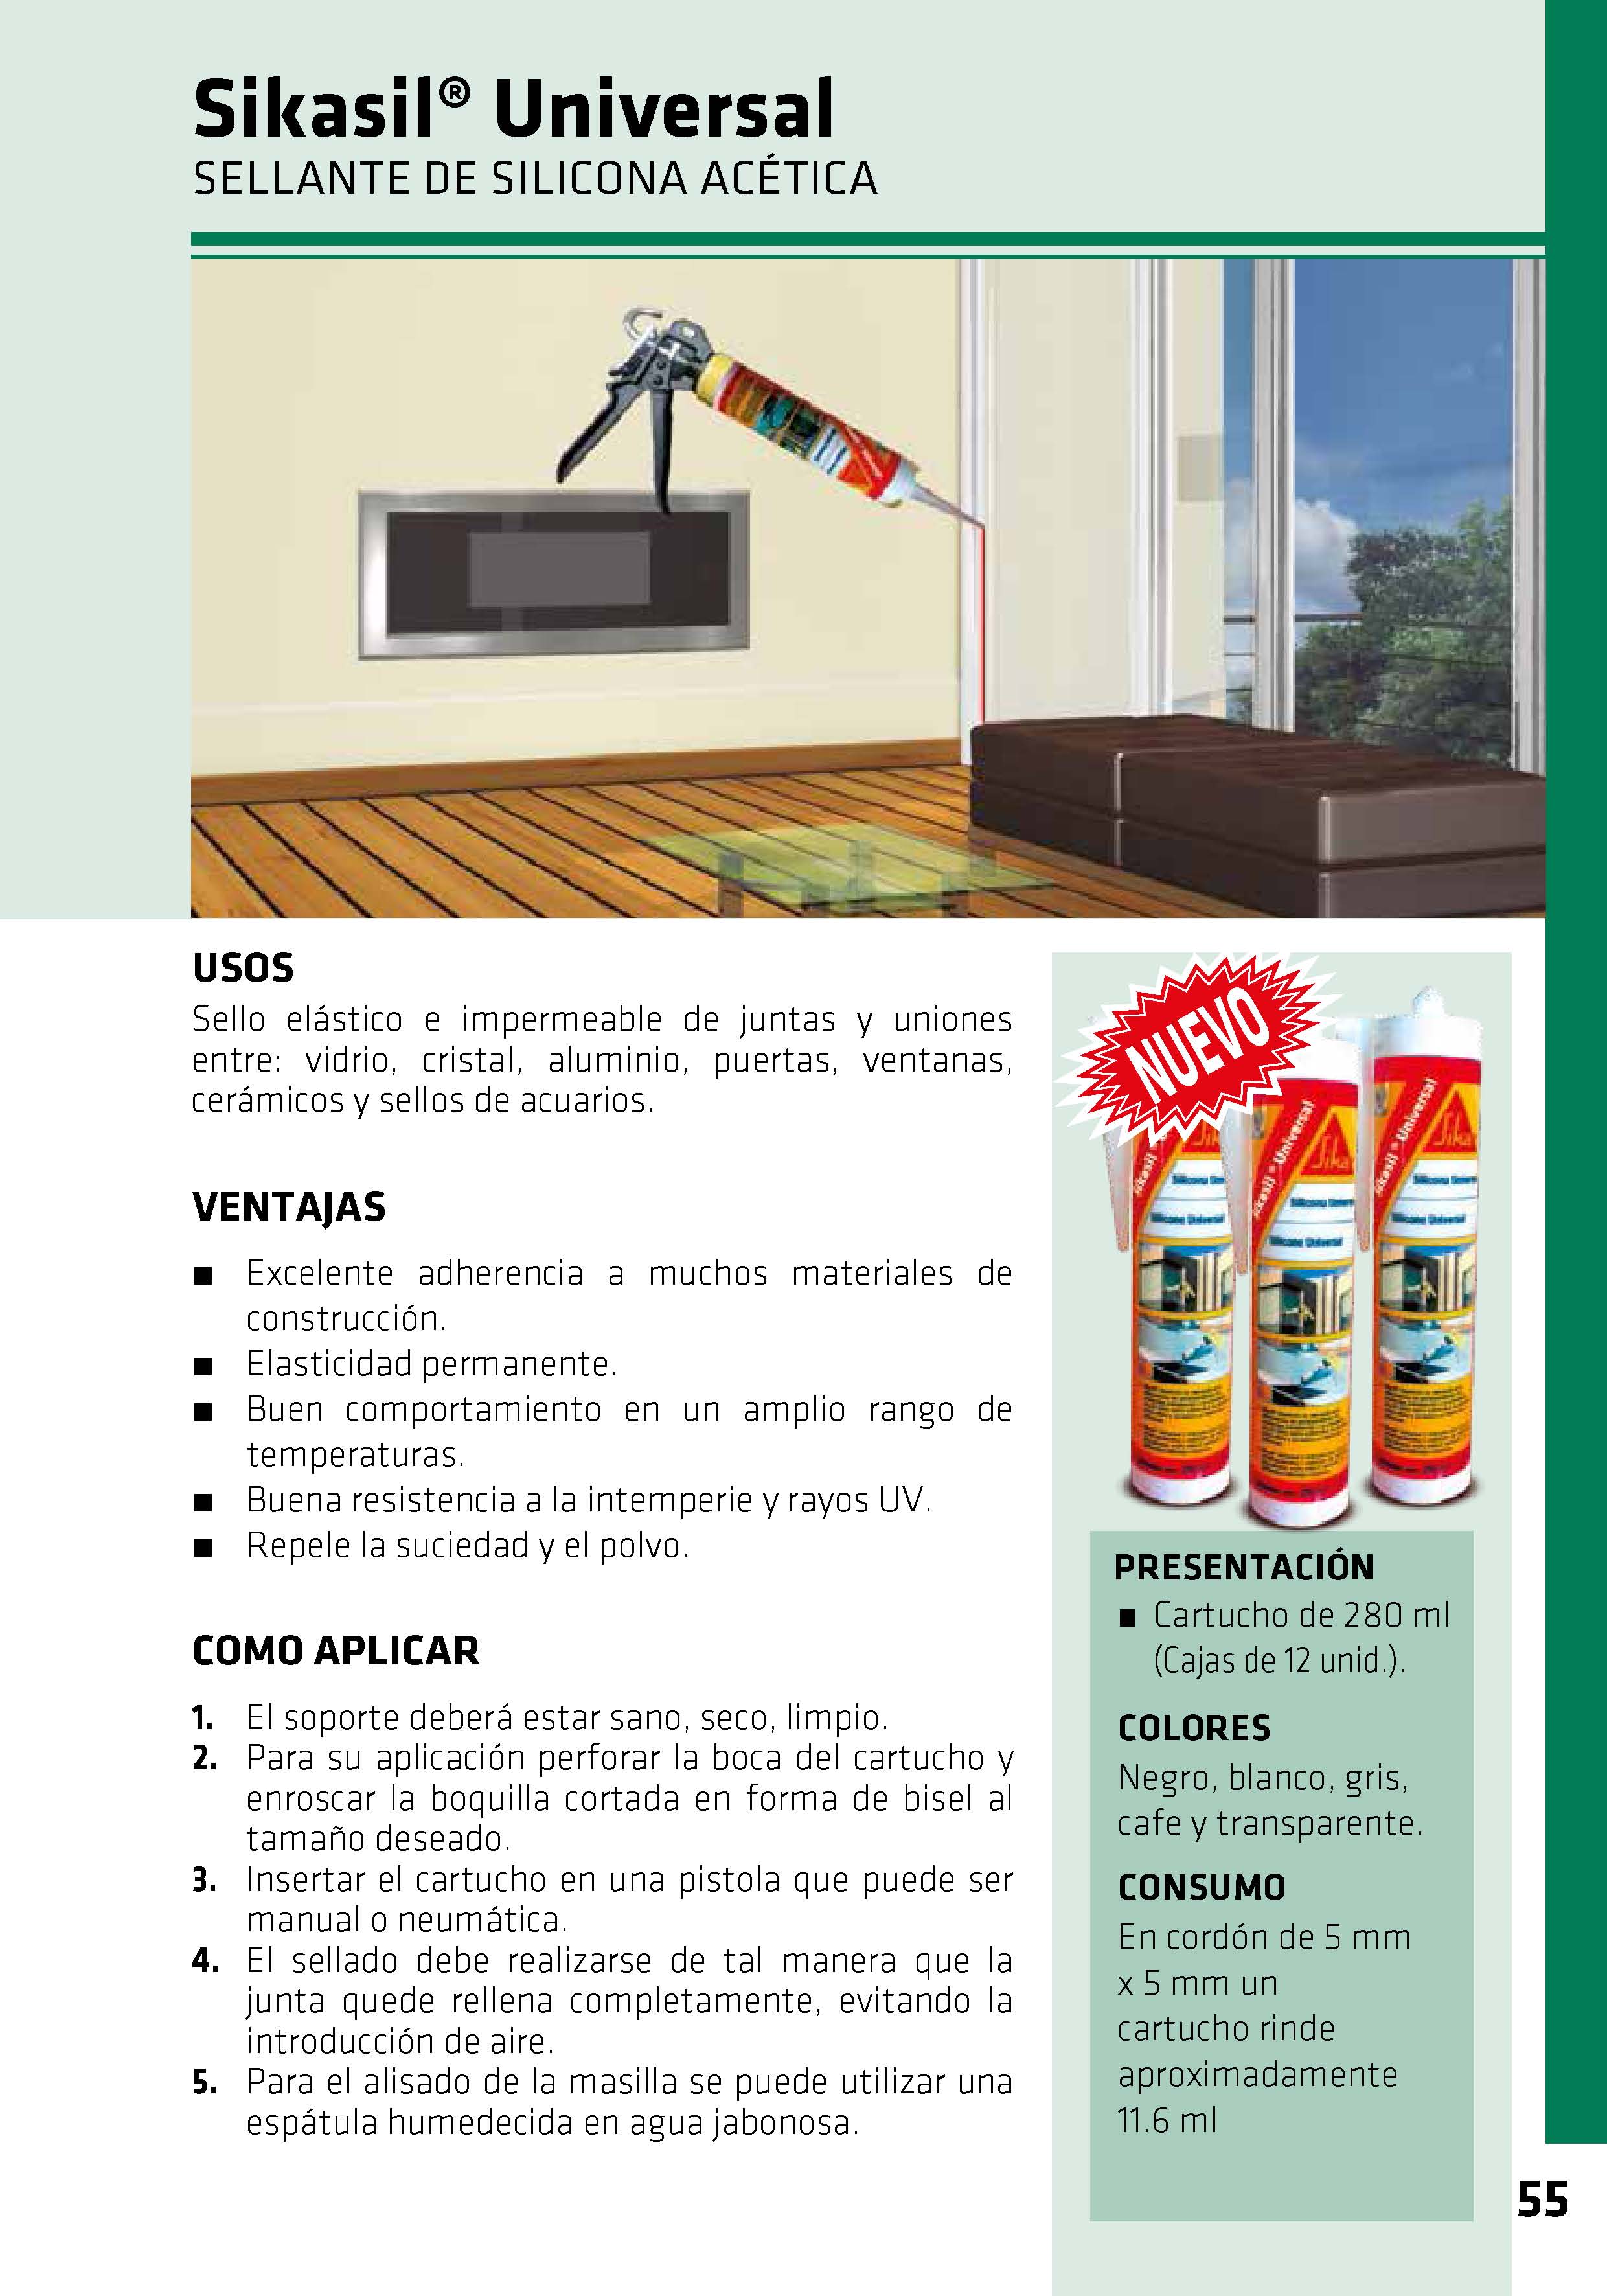 Sikasil® Universal
SELLANTE DE SILICONA ACÉTICA
USOS
Sello elástico e impermeable de juntas y uniones
entre: vidrio, cristal, aluminio, puertas, ventanas,
cerámicos y sellos de acuarios.
VENTAJAS
■ Excelente adherencia a muchos materiales de
construcción.
■ Elasticidad permanente.
■ Buen comportamiento en un amplio rango de
temperaturas.
■ Buena resistencia a la intemperie y rayos UV.
■ Repele la suciedad y el polvo.
COMO APLICAR
1. El soporte deberá estar sano, seco, limpio.
2. Para su aplicación perforar la boca del cartucho y
enroscar la boquilla cortada en forma de bisel al
tamaño deseado.
3. Insertar el cartucho en una pistola que puede ser
manual o neumática.
4. El sellado debe realizarse de tal manera que la
junta quede rellena completamente, evitando la
introducción de aire.
5. Para el alisado de la masilla se puede utilizar una
espátula humedecida en agua jabonosa.
NUEVO
Sikasil® Universal
Sika
Sikasil® Universal
Sika
PRESENTACIÓN
■ Cartucho de 280 ml
(Cajas de 12 unid.).
COLORES
Negro, blanco, gris,
cafe y transparente.
CONSUMO
En cordón de 5 mm
x 5 mm un
cartucho rinde
aproximadamente
11.6 ml
55